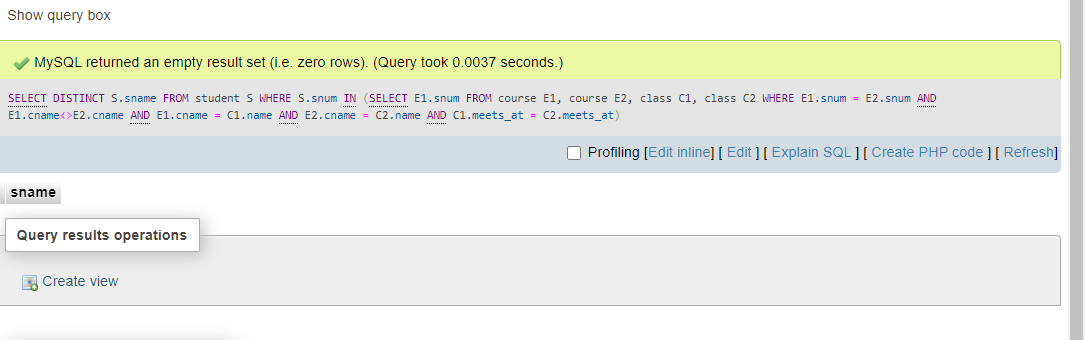 Show query box
MySQL returned an empty result set (i.e. zero rows). (Query took 0.0037 seconds.)
SELECT DISTINCT S.sname FROM student S WHERE S.snum IN (SELECT E1.snum FROM course E1, course E2, class C1, class C2 WHERE E1.snum = E2.snum AND
E1.cname<>E2.cname AND E1.cname = C1.name AND E2.cname = C2.name AND C1.meets_at = C2.meets_at)
Profiling [Edit inline] [ Edit ] [ Explain SQL ] [ Create PHP code ] [ Refresh]
sname
Query results operations
Create view